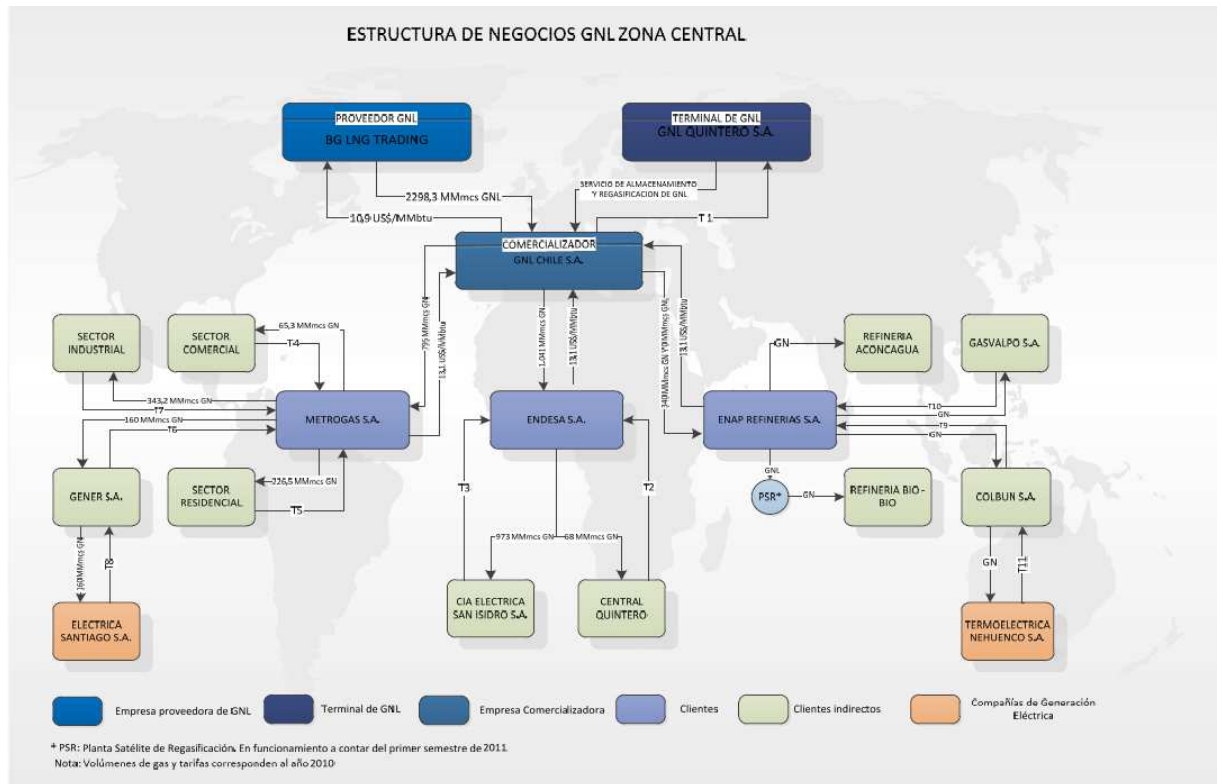 ESTRUCTURA DE NEGOCIOS GNL ZONA CENTRAL
PROVEEDOR GNL
BG LNG TRADING
TERMINAL DE GNL
GNL QUINTERO S.A.
2298,3 MMmcs GNL
SERVICIO DE ALMACENAMIENTO
Y REGASIFICACION DE GNL
10,9 US$/MMbtu
T 1
COMERCIALIZADOR
GNL CHILE S.A.
795 MMmcs GN
13,1 US$/MMbtu
1.041 MMmcs GN
13,1 US$/MMbtu
13,1 US$/MMbtu
SECTOR
INDUSTRIAL
SECTOR
COMERCIAL
65,3 MMmcs GN
T4
343,2 MMmcs GN
T7
160 MMmcs GN
T6
METROGAS S.A.
ENDESA S.A.
ENAP REFINERIAS S.A.
GN
REFINERIA
ACONCAGUA
GASVALPO S.A.
T10
GN
T9
GN
GENER S.A.
SECTOR
RESIDENCIAL
226,5 MMmcs GN
T5
T3
T2
GNL
PSR*
GN
REFINERIA BIO -
BIO
COLBUN S.A.
160 MMmcs GN
T8
973 MMmcs GN
68 MMmcs GN
GN
T11
ELECTRICA
SANTIAGO S.A.
CIA ELECTRICA
SAN ISIDRO S.A.
CENTRAL
QUINTERO
TERMOELECTRICA
NEHUENCO S.A.
Empresa proveedora de GNL
Terminal de GNL
Empresa Comercializadora
Clientes
Clientes indirectos
Compañías de Generación
Eléctrica
* PSR: Planta Satélite de Regasificación. En funcionamiento a contar del primer semestre de 2011
Nota: Volúmenes de gas y tarifas corresponden al año 2010